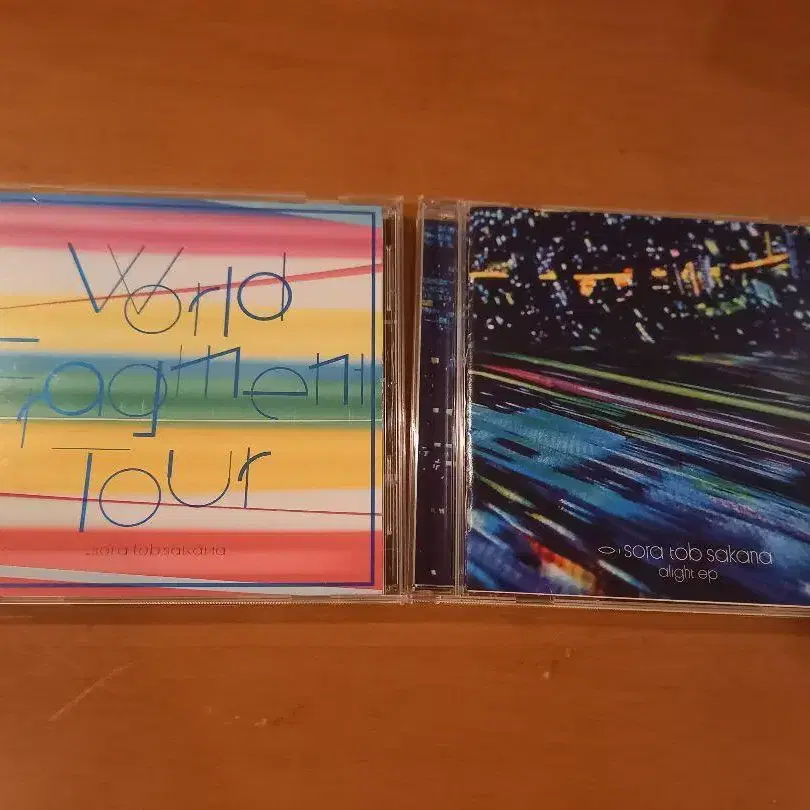 World
Fragment
Tour
sora tob sakana
sora tob sakana
alight ep